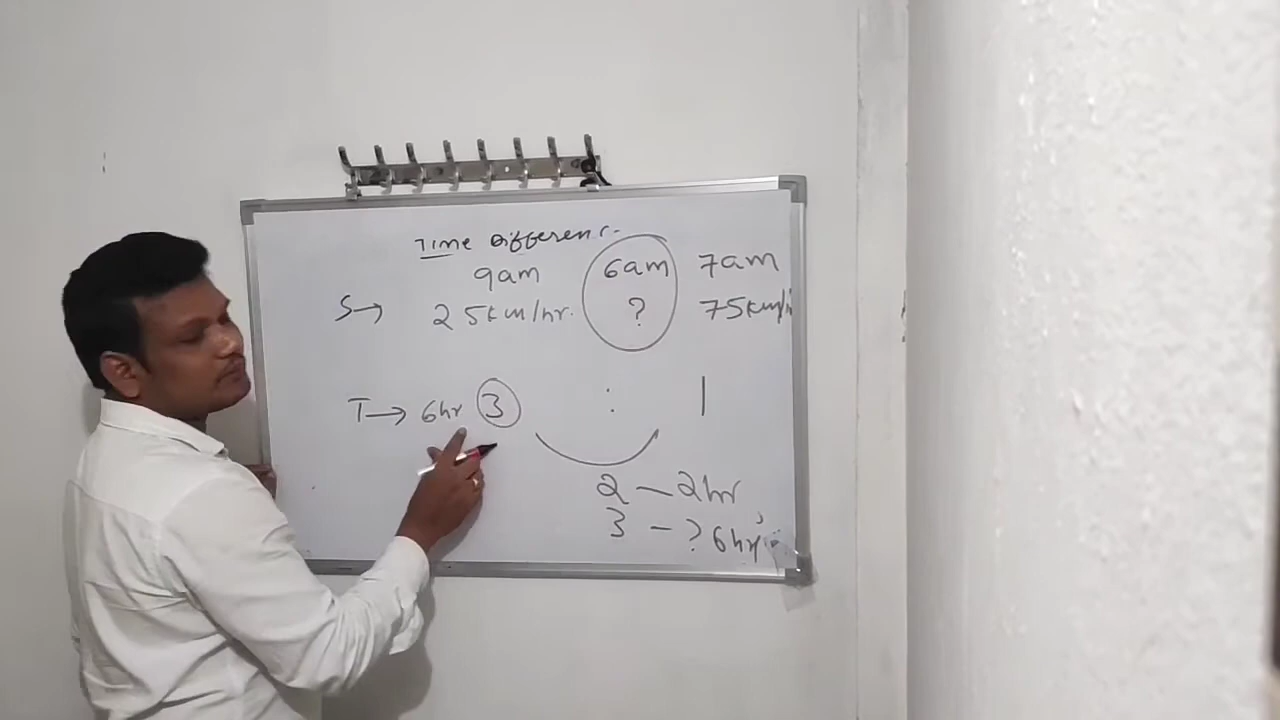 Time Differenc.
9am 6am 7am
S→ 25km/hr. ? 75km/
T→ 6hr 3 : 1
2 — 2hr
3 — ? 6hr